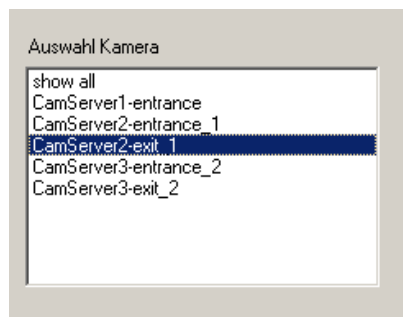 Auswahl Kamera
show all
CamServer1-entrance
CamServer2-entrance_1
CamServer2-exit_1
CamServer3-entrance_2
CamServer3-exit_2